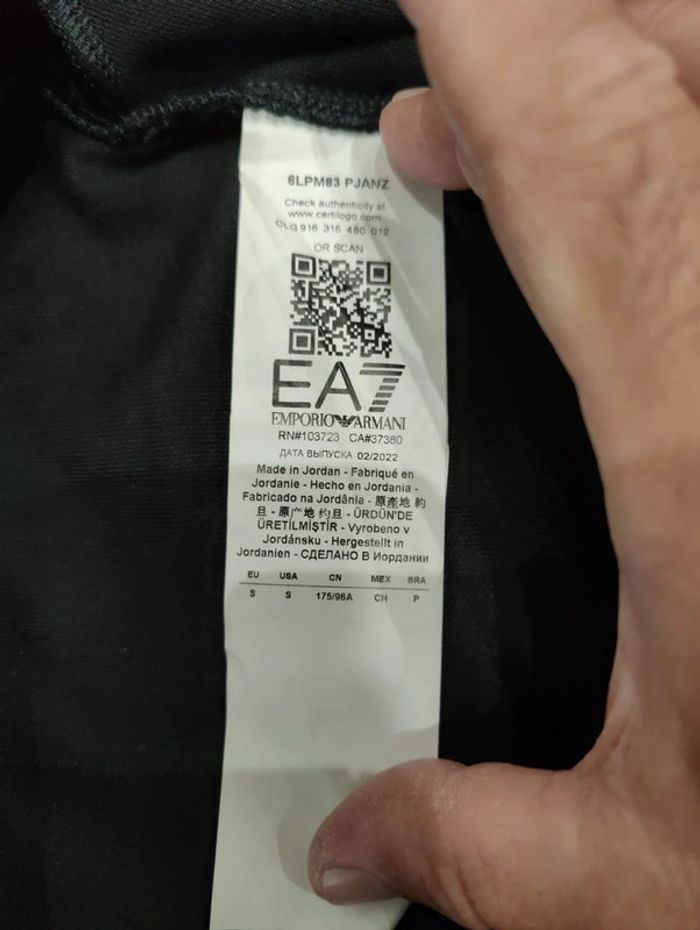 6LPM83 PJANZ
Check authenticity at
www.certilogo.com
CLG 916 315 480 012
OR SCAN
EA7
EMPORIO ARMANI
RN#103723 CA#37360
ДАТА ВЫПУСКА 02/2022
Made in Jordan - Fabriqué en
Jordanie - Hecho en Jordania -
Fabricado na Jordânia - 原產地 約
旦 - 原产地 约旦 - ÜRDÜN'DE
ÜRETİLMİŞTİR - Vyrobeno v
Jordánsku - Hergestellt in
Jordanien - СДЕЛАНО В Иордании
EU USA CN MEX BRA
S S 175/96A CH P